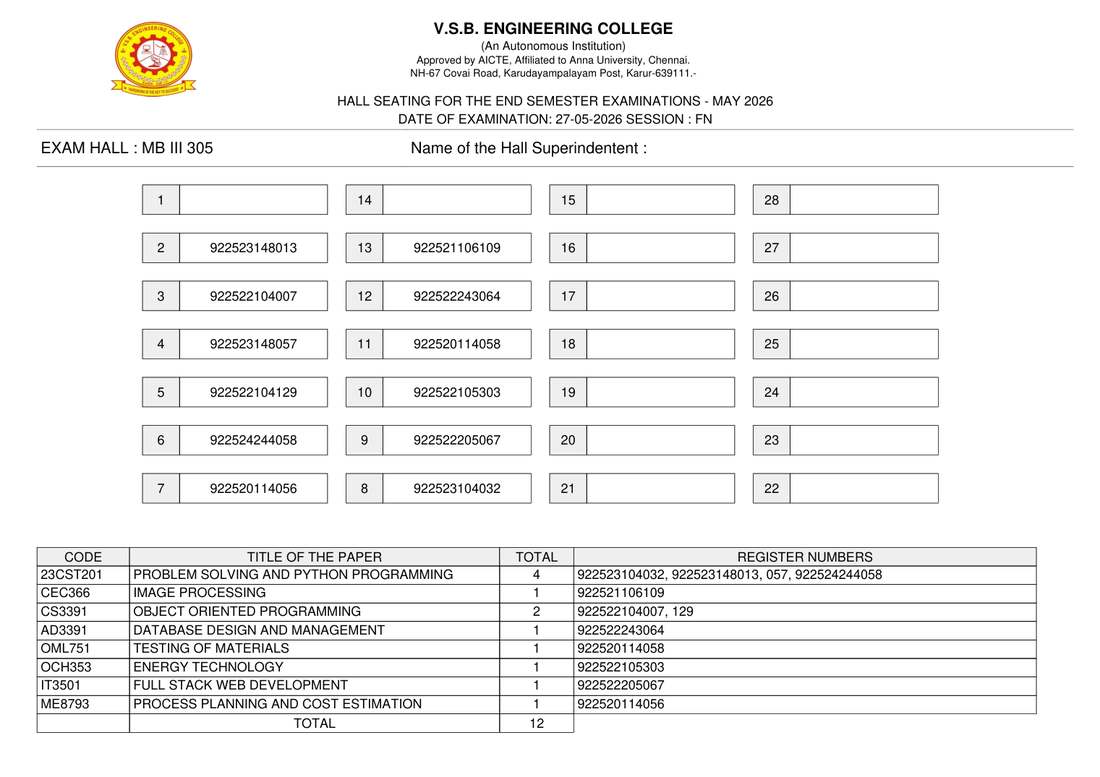 V.S.B. ENGINEERING COLLEGE
(An Autonomous Institution)
Approved by AICTE, Affiliated to Anna University, Chennai.
NH-67 Covai Road, Karudayampalayam Post, Karur-639111.-
HALL SEATING FOR THE END SEMESTER EXAMINATIONS - MAY 2026
DATE OF EXAMINATION: 27-05-2026 SESSION : FN
EXAM HALL : MB III 305 Name of the Hall Superindentent :
1 14 15 28
2 922523148013 13 922521106109 16 27
3 922522104007 12 922522243064 17 26
4 922523148057 11 922520114058 18 25
5 922522104129 10 922522105303 19 24
6 922524244058 9 922522205067 20 23
7 922520114056 8 922523104032 21 22
CODE TITLE OF THE PAPER TOTAL REGISTER NUMBERS
23CST201 PROBLEM SOLVING AND PYTHON PROGRAMMING 4 922523104032, 922523148013, 057, 922524244058
CEC366 IMAGE PROCESSING 1 922521106109
CS3391 OBJECT ORIENTED PROGRAMMING 2 922522104007, 129
AD3391 DATABASE DESIGN AND MANAGEMENT 1 922522243064
OML751 TESTING OF MATERIALS 1 922520114058
OCH353 ENERGY TECHNOLOGY 1 922522105303
IT3501 FULL STACK WEB DEVELOPMENT 1 922522205067
ME8793 PROCESS PLANNING AND COST ESTIMATION 1 922520114056
TOTAL 12